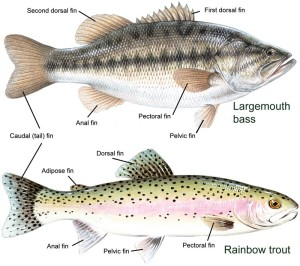 Second dorsal fin
First dorsal fin
Anal fin
Pectoral fin
Largemouth
bass
Pelvic fin
Caudal (tail) fin
Dorsal fin
Adipose fin
Anal fin
Pelvic fin
Pectoral fin
Rainbow trout